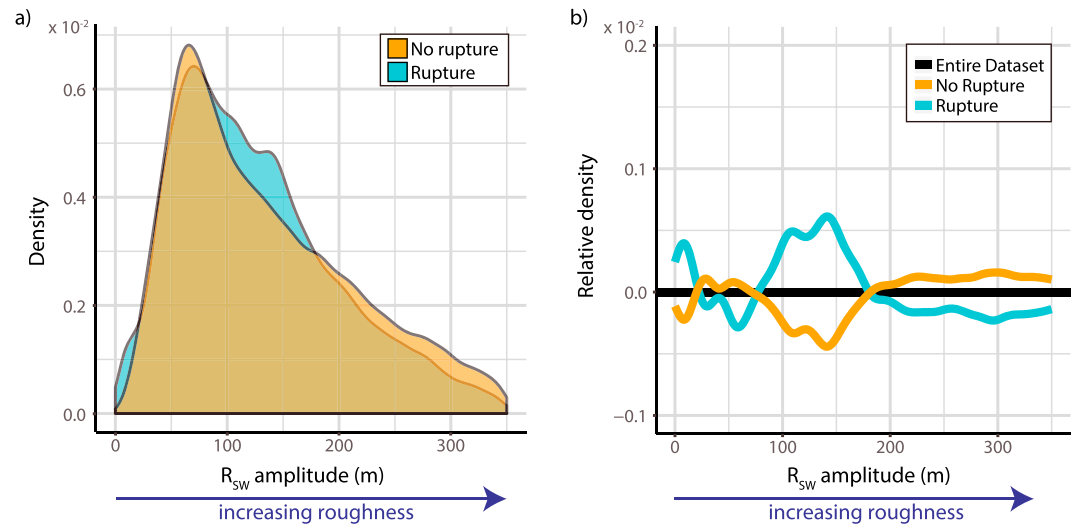 a)
x 10⁻²
No rupture
Rupture
Density
0.6
0.4
0.2
0.0
0
100
200
300
R_SW amplitude (m)
increasing roughness
b)
x 10⁻²
Entire Dataset
No Rupture
Rupture
Relative density
0.2
0.1
0.0
−0.1
0
100
200
300
R_SW amplitude (m)
increasing roughness